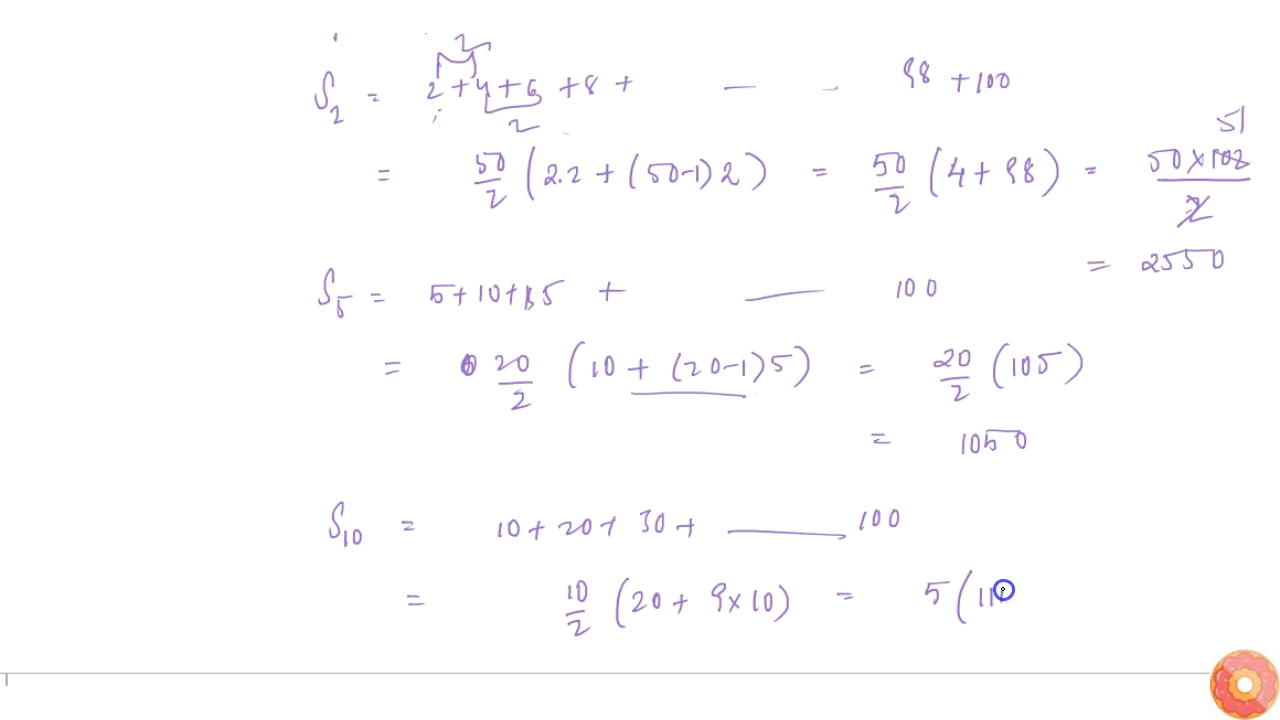 2
S₂ = 2 + 4 + 6 + 8 + — - 98 + 100
2
= 50/2 (2.2 + (50-1)2) = 50/2 (4 + 98) = 50 × 102 / 2
51
= 2550
S₅ = 5 + 10 + 15 + —— 100
= 20/2 (10 + (20-1)5) = 20/2 (105)
= 1050
S₁₀ = 10 + 20 + 30 + —— 100
= 10/2 (20 + 9×10) = 5 (11